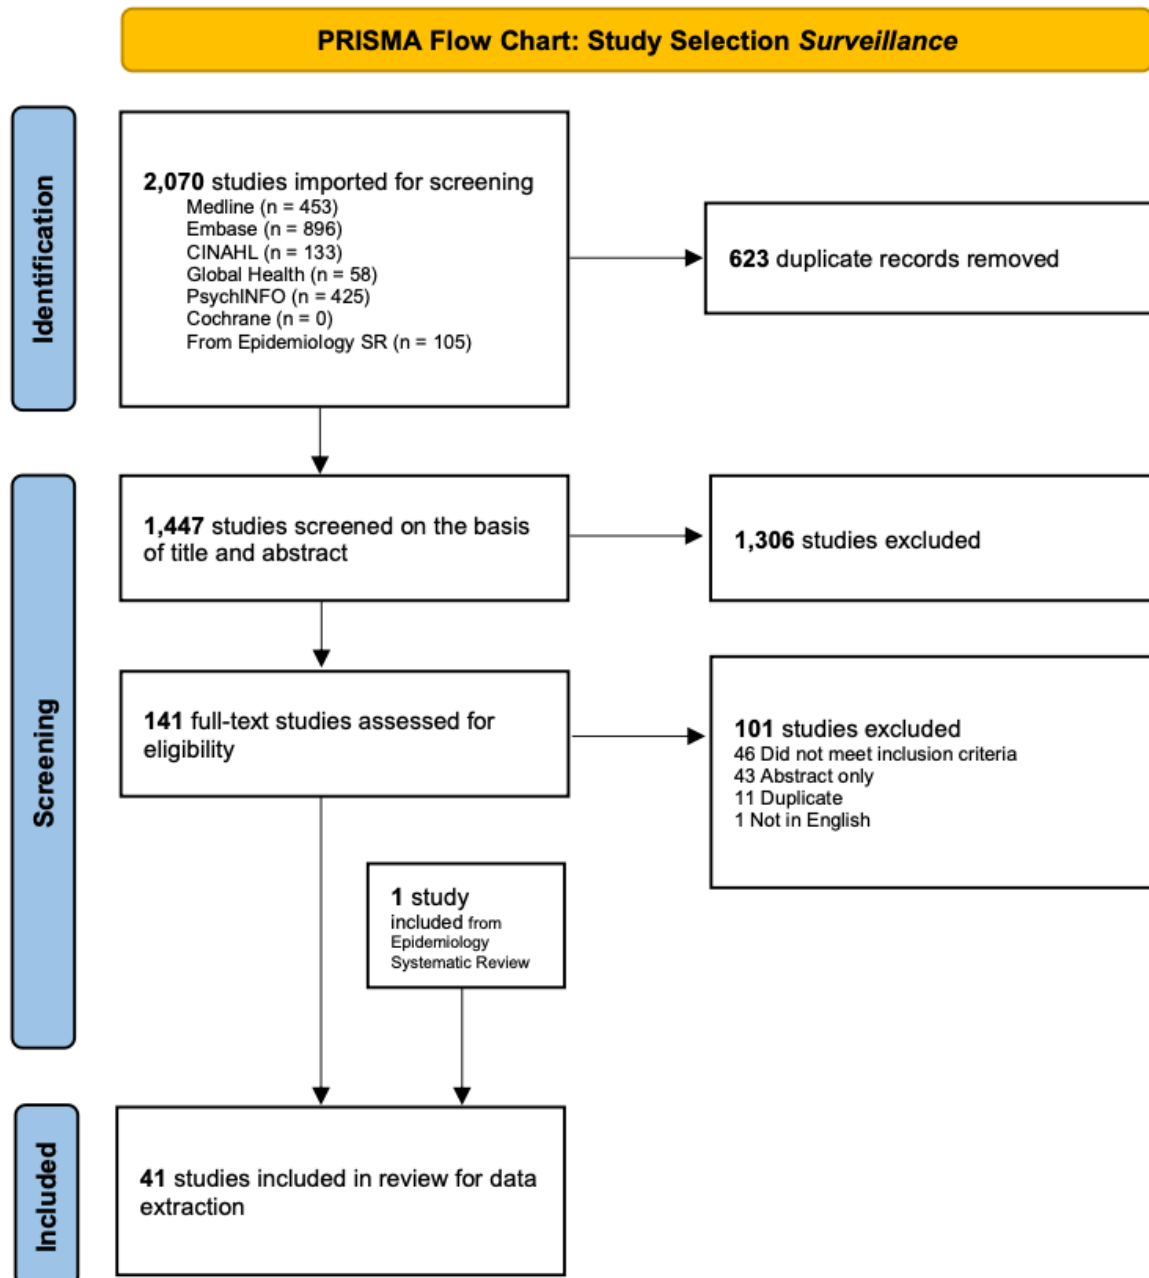 PRISMA Flow Chart: Study Selection Surveillance
Identification
2,070 studies imported for screening
Medline (n = 453)
Embase (n = 896)
CINAHL (n = 133)
Global Health (n = 58)
PsychINFO (n = 425)
Cochrane (n = 0)
From Epidemiology SR (n = 105)
623 duplicate records removed
Screening
1,447 studies screened on the basis
of title and abstract
1,306 studies excluded
141 full-text studies assessed for
eligibility
101 studies excluded
46 Did not meet inclusion criteria
43 Abstract only
11 Duplicate
1 Not in English
1 study
included from
Epidemiology
Systematic Review
Included
41 studies included in review for data
extraction